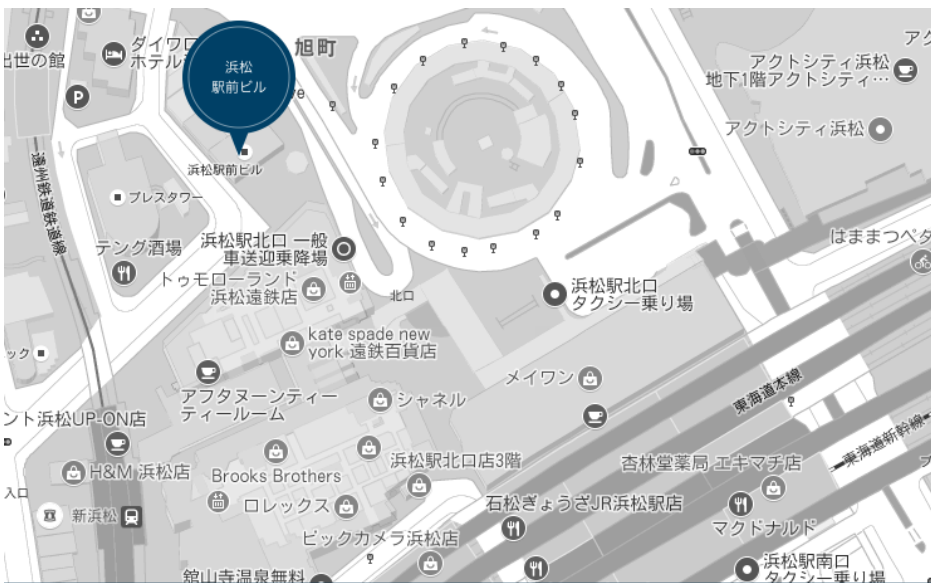 出世の館
ダイワロ
ホテル
旭町
浜松
駅前ビル
P
アク
アクトシティ浜松
地下1階アクトシティ…
アクトシティ浜松
浜松駅前ビル
遠州鉄道鉄道線
プレスタワー
テング酒場
浜松駅北口 一般
車送迎乗降場
はままつペダ
トゥモローランド
浜松遠鉄店
北口
浜松駅北口
タクシー乗り場
kate spade new
york 遠鉄百貨店
ック
メイワン
アフタヌーンティー
ティールーム
シャネル
東海道本線
ント浜松UP-ON店
東海道新幹線
H&M 浜松店
Brooks Brothers
浜松駅北口店3階
杏林堂薬局 エキマチ店
入口
ロレックス
石松ぎょうざJR浜松駅店
新浜松
マクドナルド
ビックカメラ浜松店
舘山寺温泉無料
浜松駅南口
タクシー乗り場